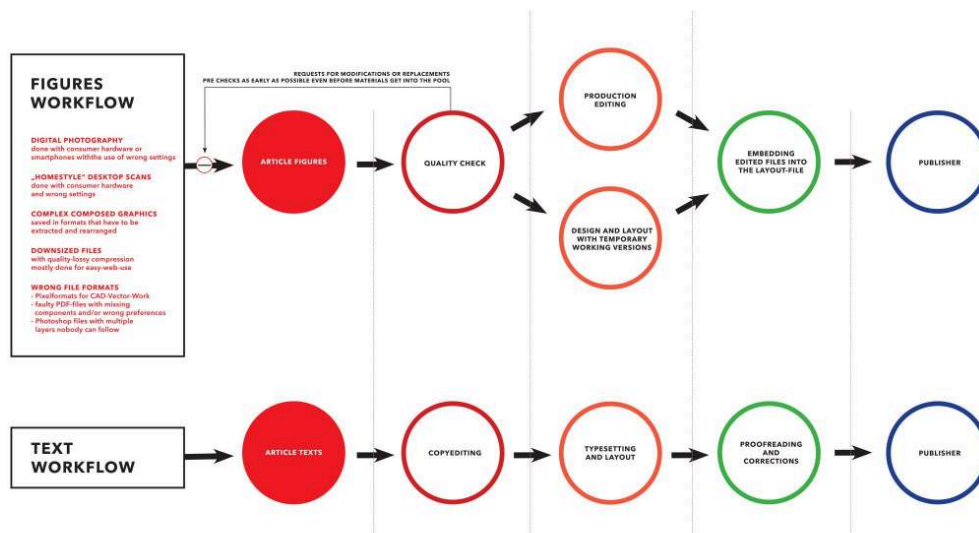 FIGURES
WORKFLOW
DIGITAL PHOTOGRAPHY
done with consumer hardware or
smartphones withthe use of wrong settings
„HOMESTYLE" DESKTOP SCANS
done with consumer hardware
and wrong settings
COMPLEX COMPOSED GRAPHICS
saved in formats that have to be
extracted and rearranged
DOWNSIZED FILES
with quality-lossy compression
mostly done for easy-web-use
WRONG FILE FORMATS
- Pixelformats for CAD-Vector-Work
- faulty PDF-files with missing
components and/or wrong preferences
- Photoshop files with multiple
layers nobody can follow
REQUESTS FOR MODIFICATIONS OR REPLACEMENTS
PRE CHECKS AS EARLY AS POSSIBLE EVEN BEFORE MATERIALS GET INTO THE POOL
ARTICLE FIGURES
QUALITY CHECK
PRODUCTION
EDITING
DESIGN AND LAYOUT
WITH TEMPORARY
WORKING VERSIONS
EMBEDDING
EDITED FILES INTO
THE LAYOUT-FILE
PUBLISHER
TEXT
WORKFLOW
ARTICLE TEXTS
COPYEDITING
TYPESETTING
AND LAYOUT
PROOFREADING
AND
CORRECTIONS
PUBLISHER